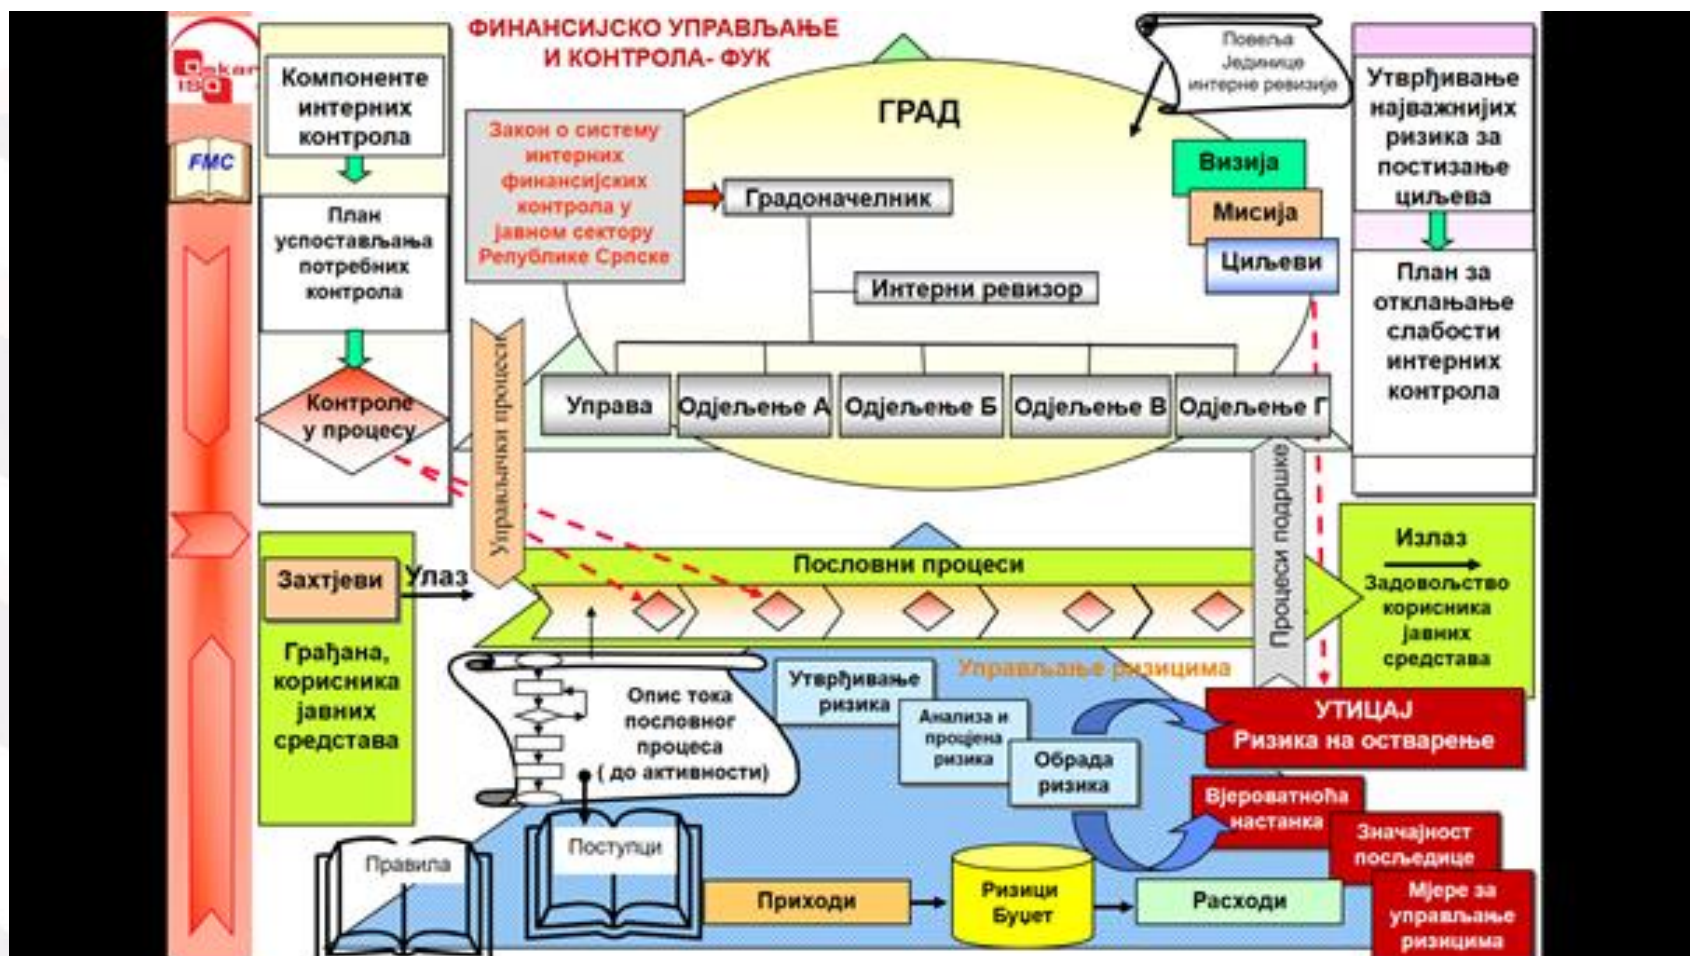 ФИНАНСИЈСКО УПРАВЉАЊЕ
И КОНТРОЛА- ФУК
Oskar
ISO
FMC
Компоненте
интерних
контрола
План
успостављања
потребних
контрола
Контроле
у процесу
Закон о систему
интерних
финансијских
контрола у
јавном сектору
Републике Српске
ГРАД
Градоначелник
Интерни ревизор
Управа
Одјељење А
Одјељење Б
Одјељење В
Одјељење Г
Повеља
Јединице
интерне ревизије
Визија
Мисија
Циљеви
Утврђивање
најважнијих
ризика за
постизање
циљева
План за
отклањање
слабости
интерних
контрола
Управљачки процеси
Процеси подршке
Захтјеви
Улаз
Грађана,
корисника
јавних
средстава
Пословни процеси
Излаз
Задовољство
корисника
јавних
средстава
Опис тока
пословног
процеса
( до активности)
Правила
Поступци
Управљање ризицима
Утврђивање
ризика
Анализа и
процјена
ризика
Обрада
ризика
УТИЦАЈ
Ризика на остварење
Вјероватноћа
настанка
Значајност
посљедице
Мјере за
управљање
ризицима
Приходи
Ризици
Буџет
Расходи